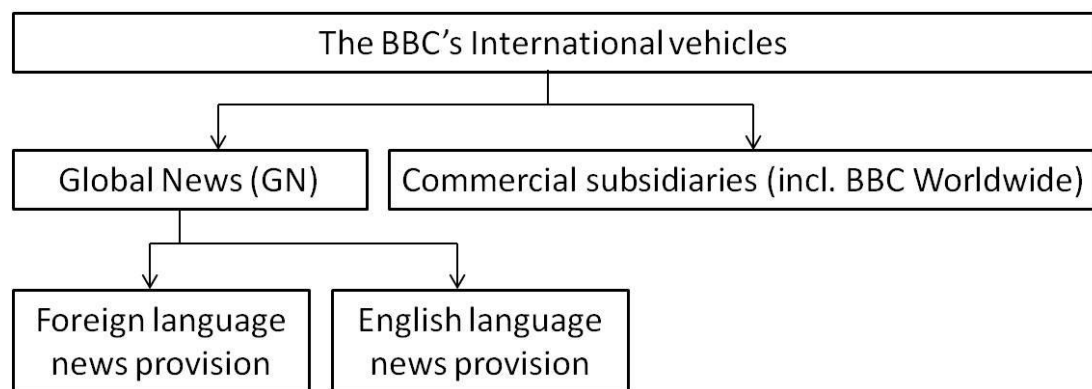 The BBC’s International vehicles
Global News (GN)
Commercial subsidiaries (incl. BBC Worldwide)
Foreign language
news provision
English language
news provision